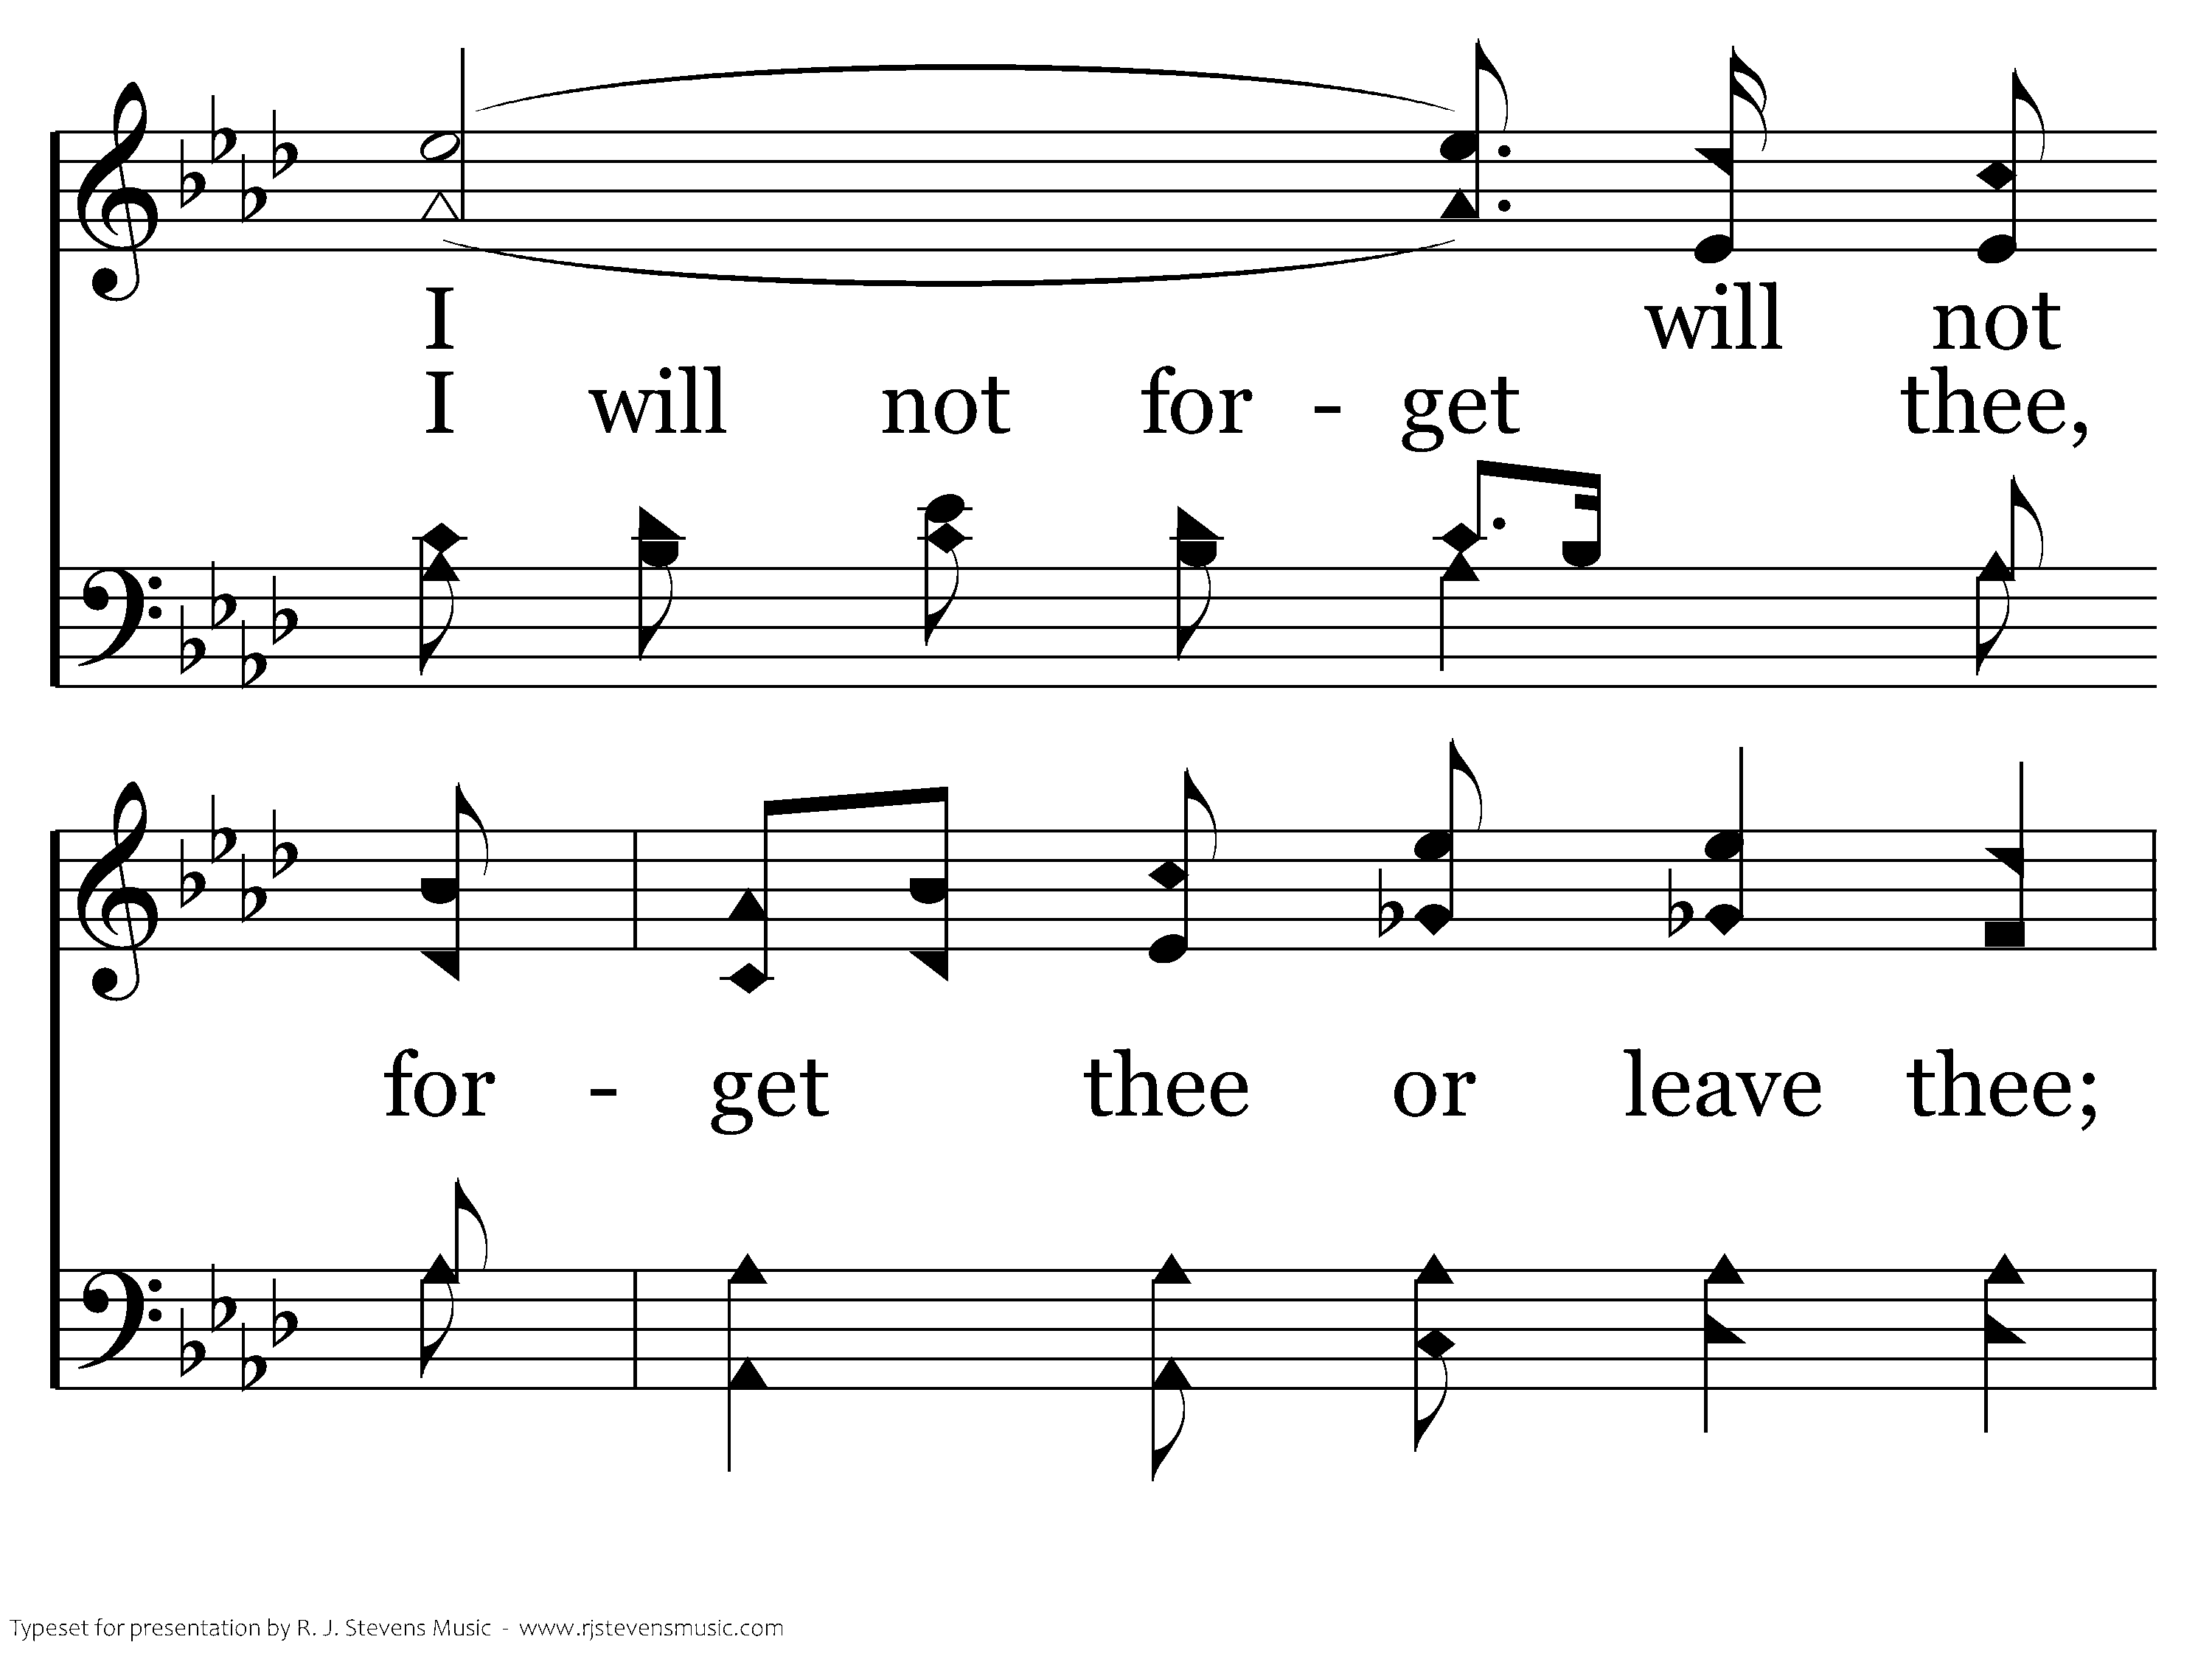 I will not
I will not for - get thee,
for - get thee or leave thee;
Typeset for presentation by R. J. Stevens Music - www.rjstevensmusic.com